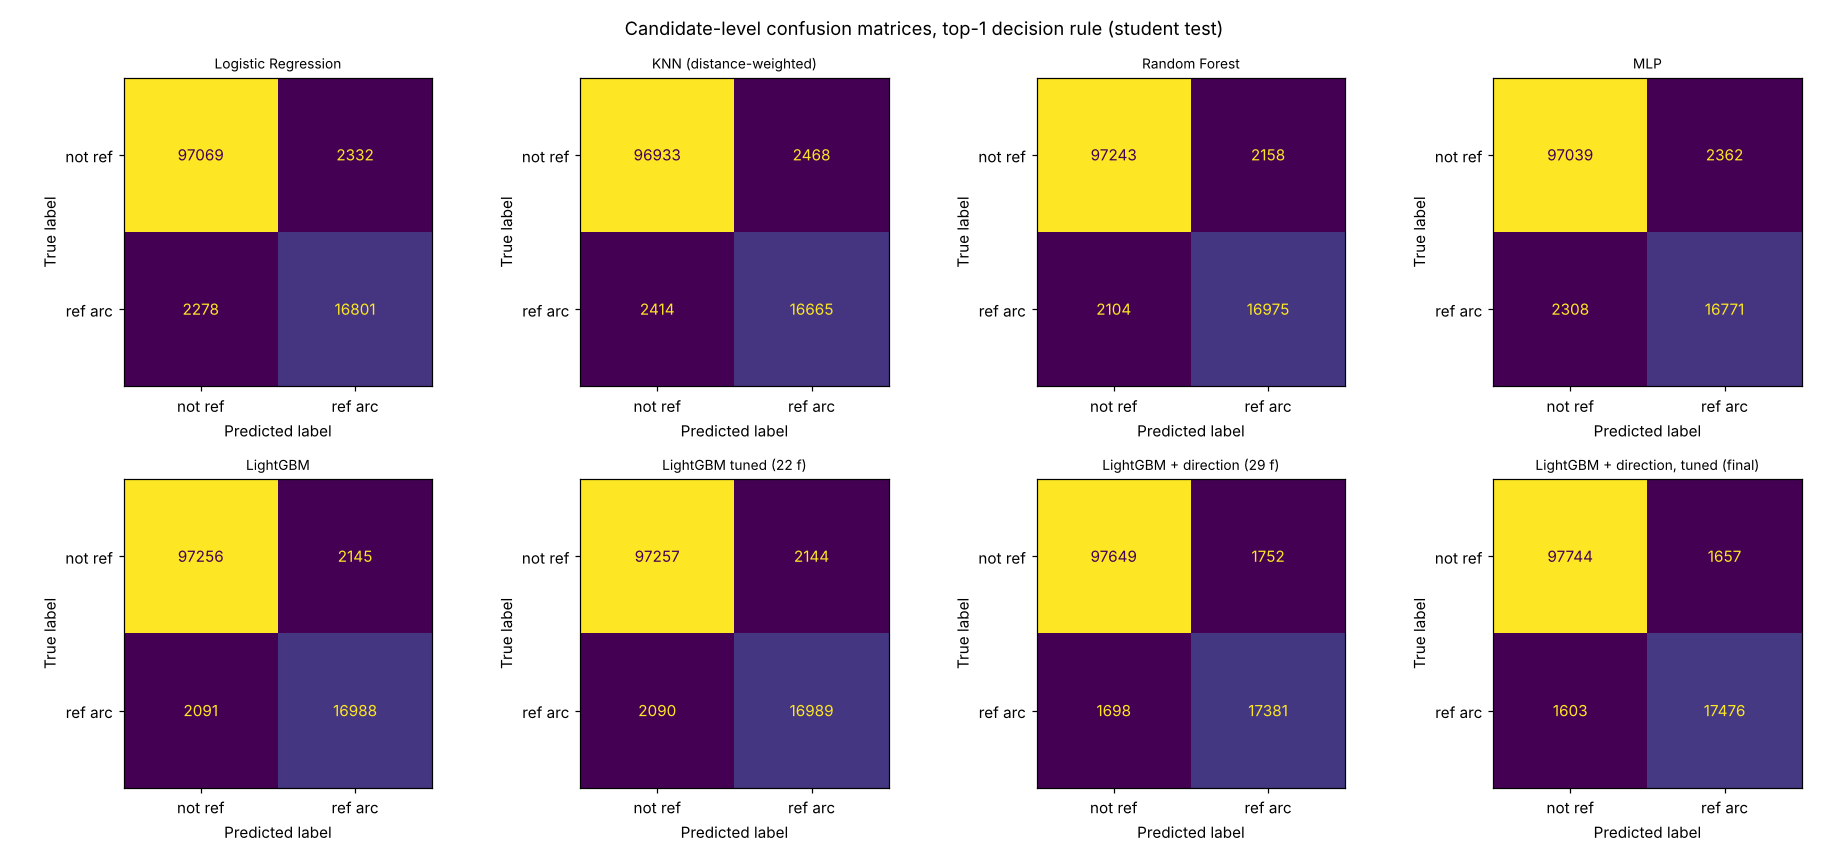 Candidate-level confusion matrices, top-1 decision rule (student test)
Logistic Regression
True label
not ref
97069
2332
ref arc
2278
16801
not ref
ref arc
Predicted label
KNN (distance-weighted)
True label
not ref
96933
2468
ref arc
2414
16665
not ref
ref arc
Predicted label
Random Forest
True label
not ref
97243
2158
ref arc
2104
16975
not ref
ref arc
Predicted label
MLP
True label
not ref
97039
2362
ref arc
2308
16771
not ref
ref arc
Predicted label
LightGBM
True label
not ref
97256
2145
ref arc
2091
16988
not ref
ref arc
Predicted label
LightGBM tuned (22 f)
True label
not ref
97257
2144
ref arc
2090
16989
not ref
ref arc
Predicted label
LightGBM + direction (29 f)
True label
not ref
97649
1752
ref arc
1698
17381
not ref
ref arc
Predicted label
LightGBM + direction, tuned (final)
True label
not ref
97744
1657
ref arc
1603
17476
not ref
ref arc
Predicted label